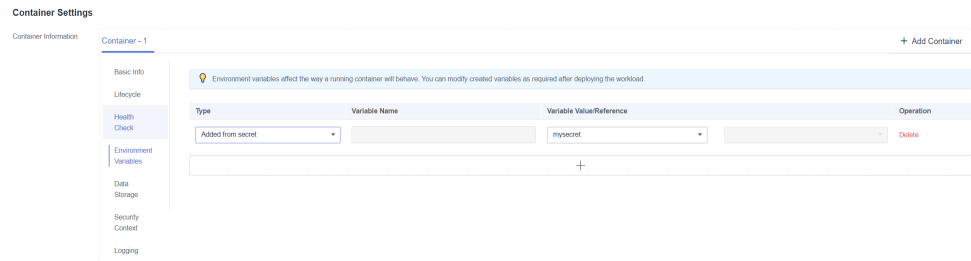 Container Settings
Container Information
Container - 1
+ Add Container
Basic Info
Lifecycle
Health
Check
Environment
Variables
Data
Storage
Security
Context
Logging
Environment variables affect the way a running container will behave. You can modify created variables as required after deploying the workload.
Type Variable Name Variable Value/Reference Operation
Added from secret mysecret Delete
+